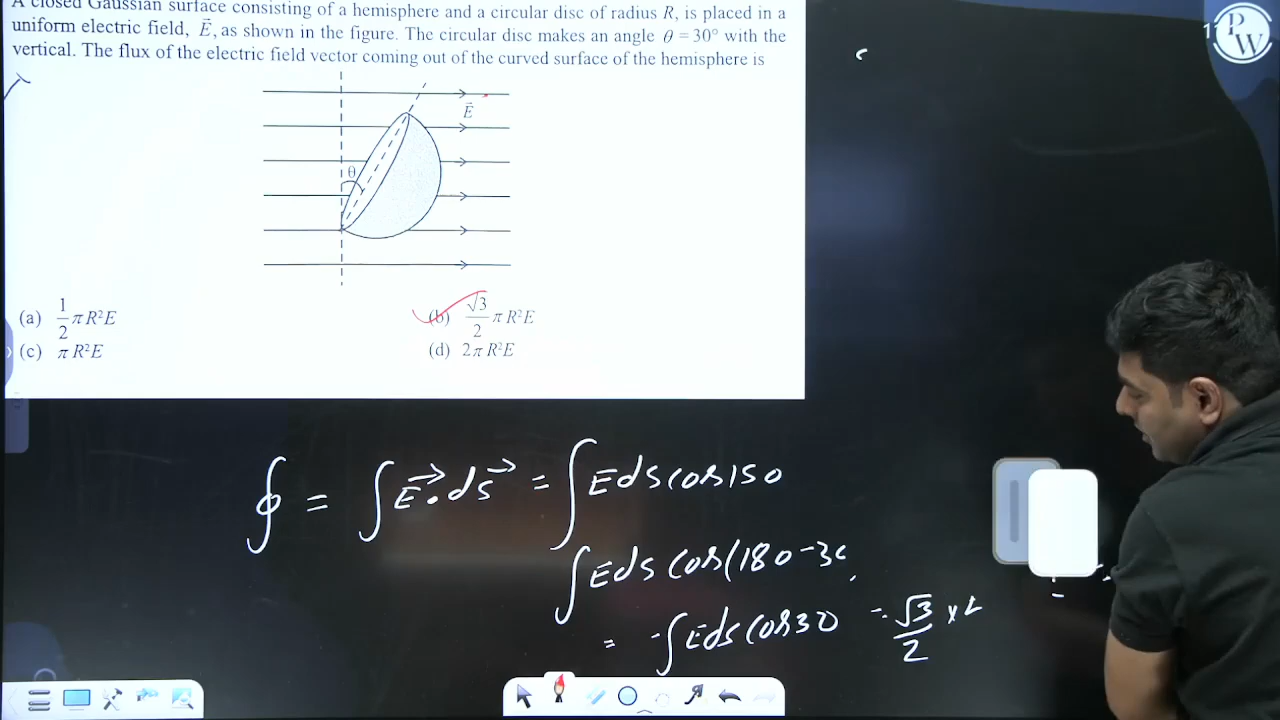 A closed Gaussian surface consisting of a hemisphere and a circular disc of radius R, is placed in a
uniform electric field, E⃗, as shown in the figure. The circular disc makes an angle θ = 30° with the
vertical. The flux of the electric field vector coming out of the curved surface of the hemisphere is
E⃗
θ
(a) 1/2 πR²E
(b) √3/2 πR²E
(c) πR²E
(d) 2πR²E
ϕ = ∫E⃗·ds⃗ = ∫Eds cos150
∫Eds cos(180-30
= -∫Eds cos30 = √3/2 ×
PW